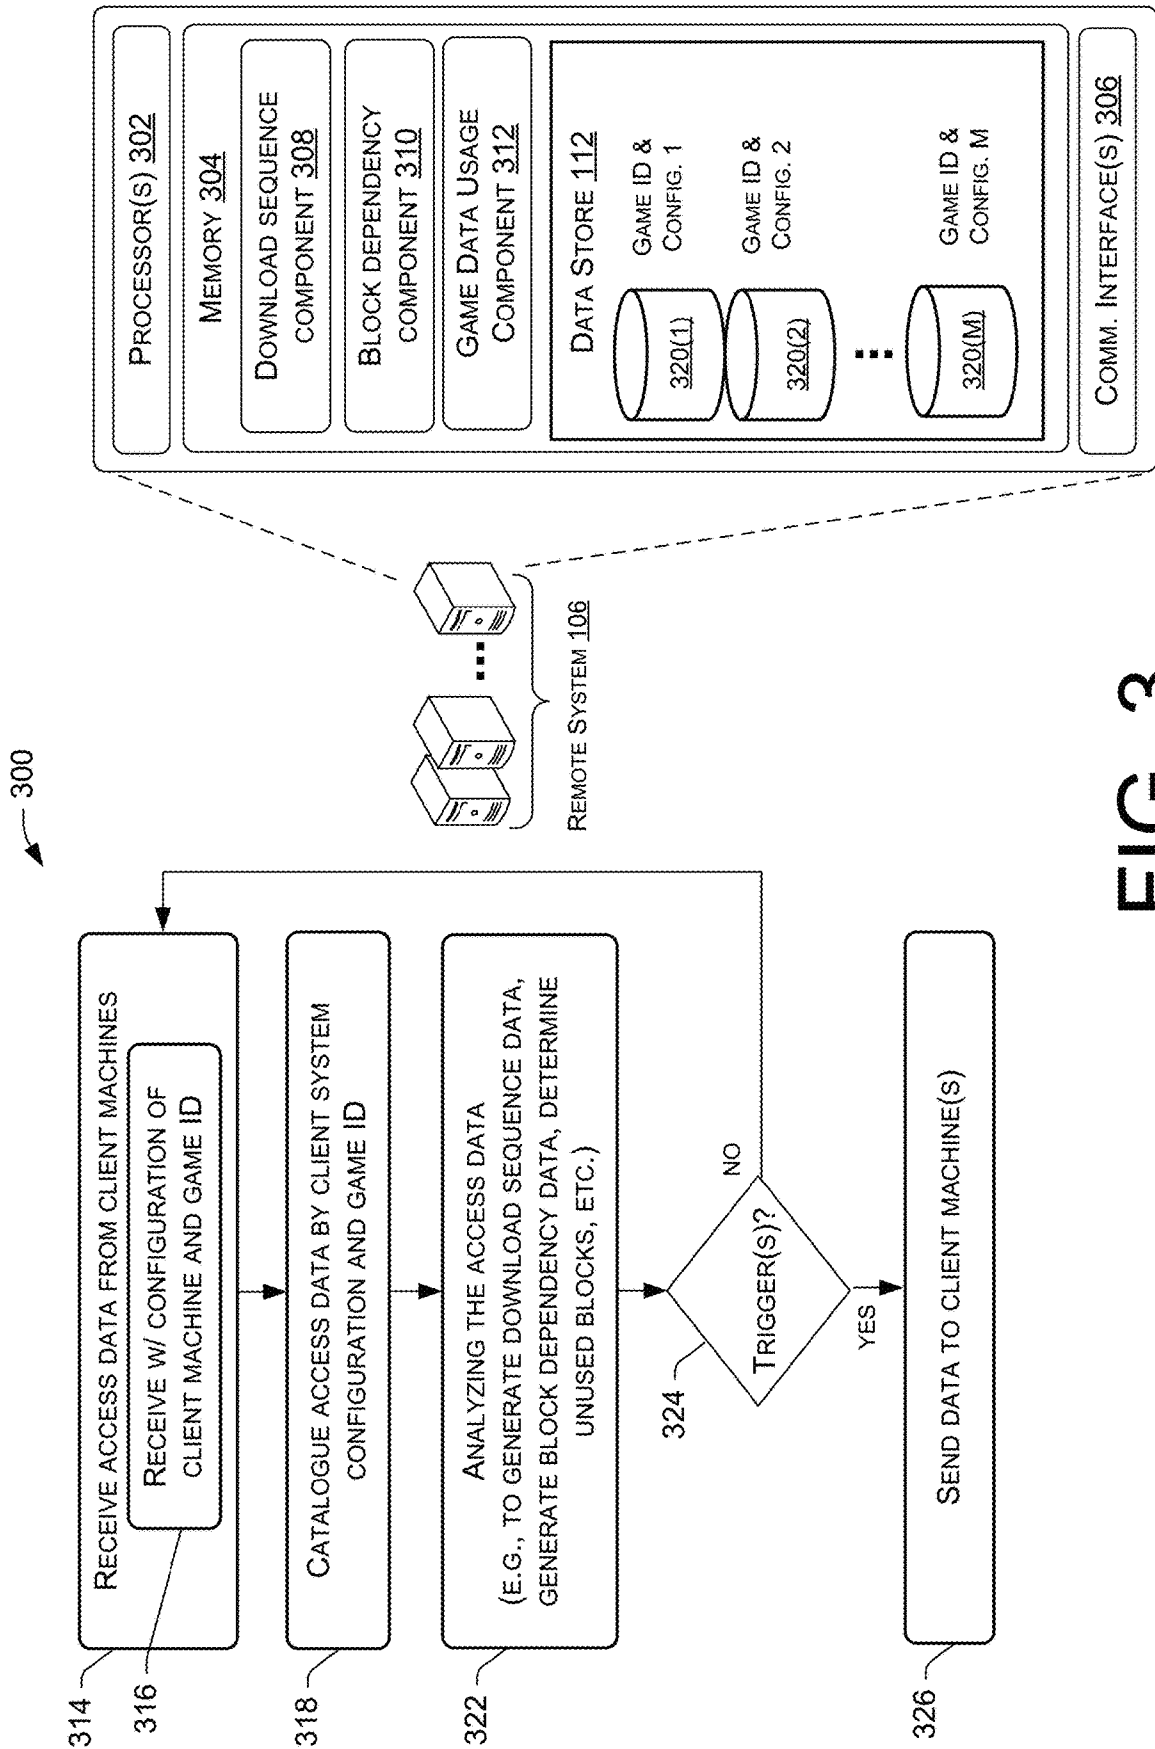 300
314
RECEIVE ACCESS DATA FROM CLIENT MACHINES
316
RECEIVE W/ CONFIGURATION OF
CLIENT MACHINE AND GAME ID
318
CATALOGUE ACCESS DATA BY CLIENT SYSTEM
CONFIGURATION AND GAME ID
322
ANALYZING THE ACCESS DATA
(E.G., TO GENERATE DOWNLOAD SEQUENCE DATA,
GENERATE BLOCK DEPENDENCY DATA, DETERMINE
UNUSED BLOCKS, ETC.)
324
TRIGGER(S)?
NO
YES
326
SEND DATA TO CLIENT MACHINE(S)
REMOTE SYSTEM 106
PROCESSOR(S) 302
MEMORY 304
DOWNLOAD SEQUENCE
COMPONENT 308
BLOCK DEPENDENCY
COMPONENT 310
GAME DATA USAGE
COMPONENT 312
DATA STORE 112
320(1)
GAME ID &
CONFIG. 1
320(2)
GAME ID &
CONFIG. 2
320(M)
GAME ID &
CONFIG. M
COMM. INTERFACE(S) 306
FIG. 3